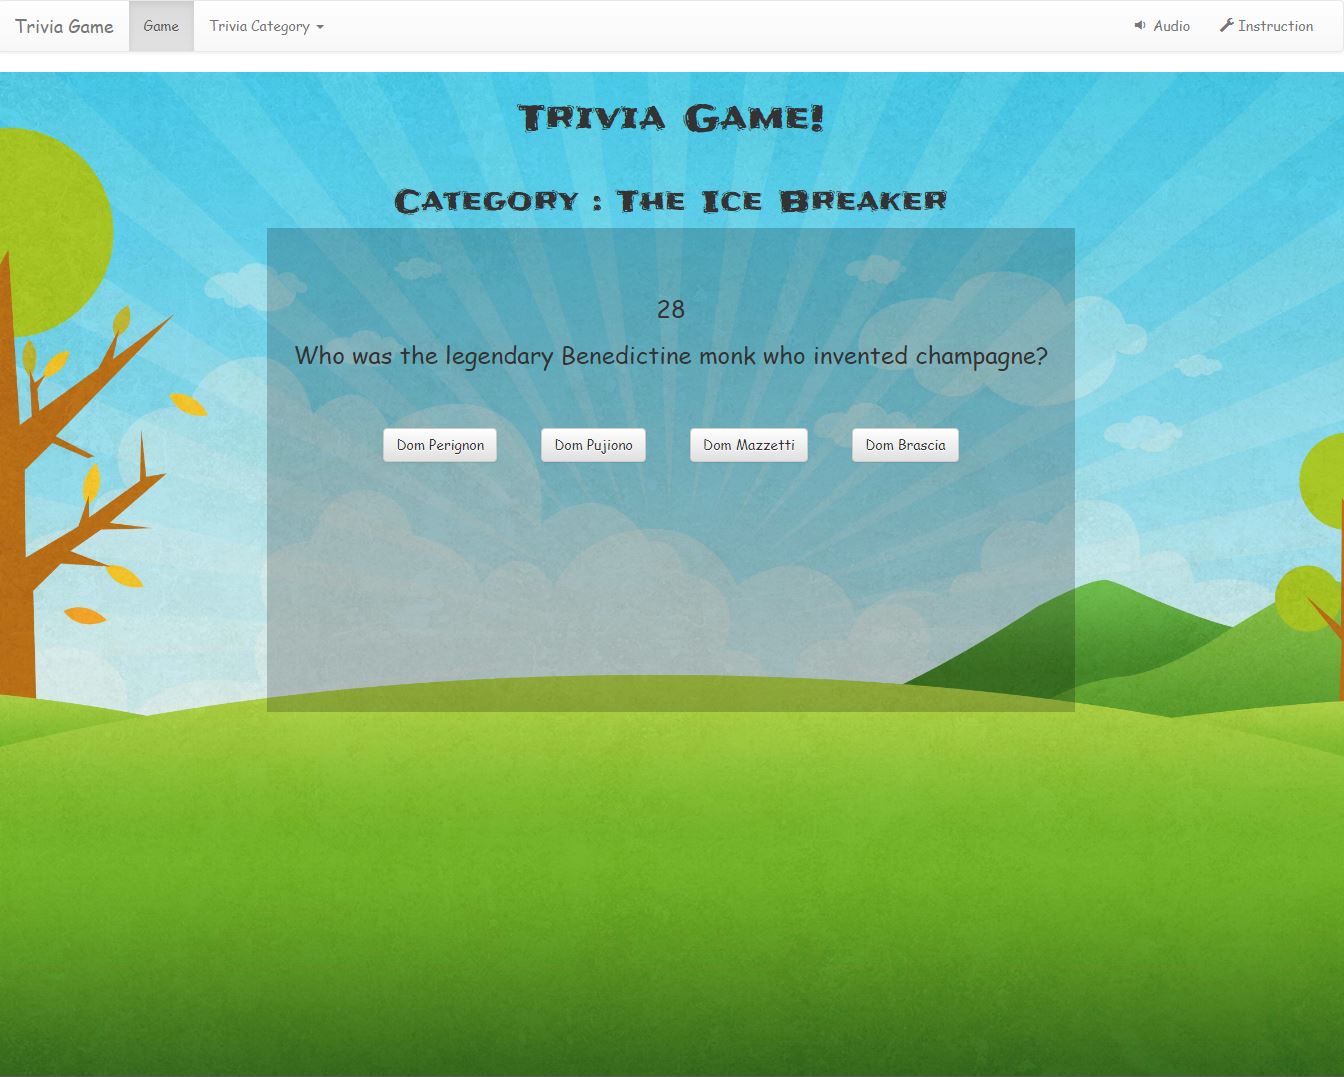 Trivia Game Game Trivia Category Audio Instruction
Trivia Game!
Category : The Ice Breaker
28
Who was the legendary Benedictine monk who invented champagne?
Dom Perignon Dom Pujiono Dom Mazzetti Dom Brascia